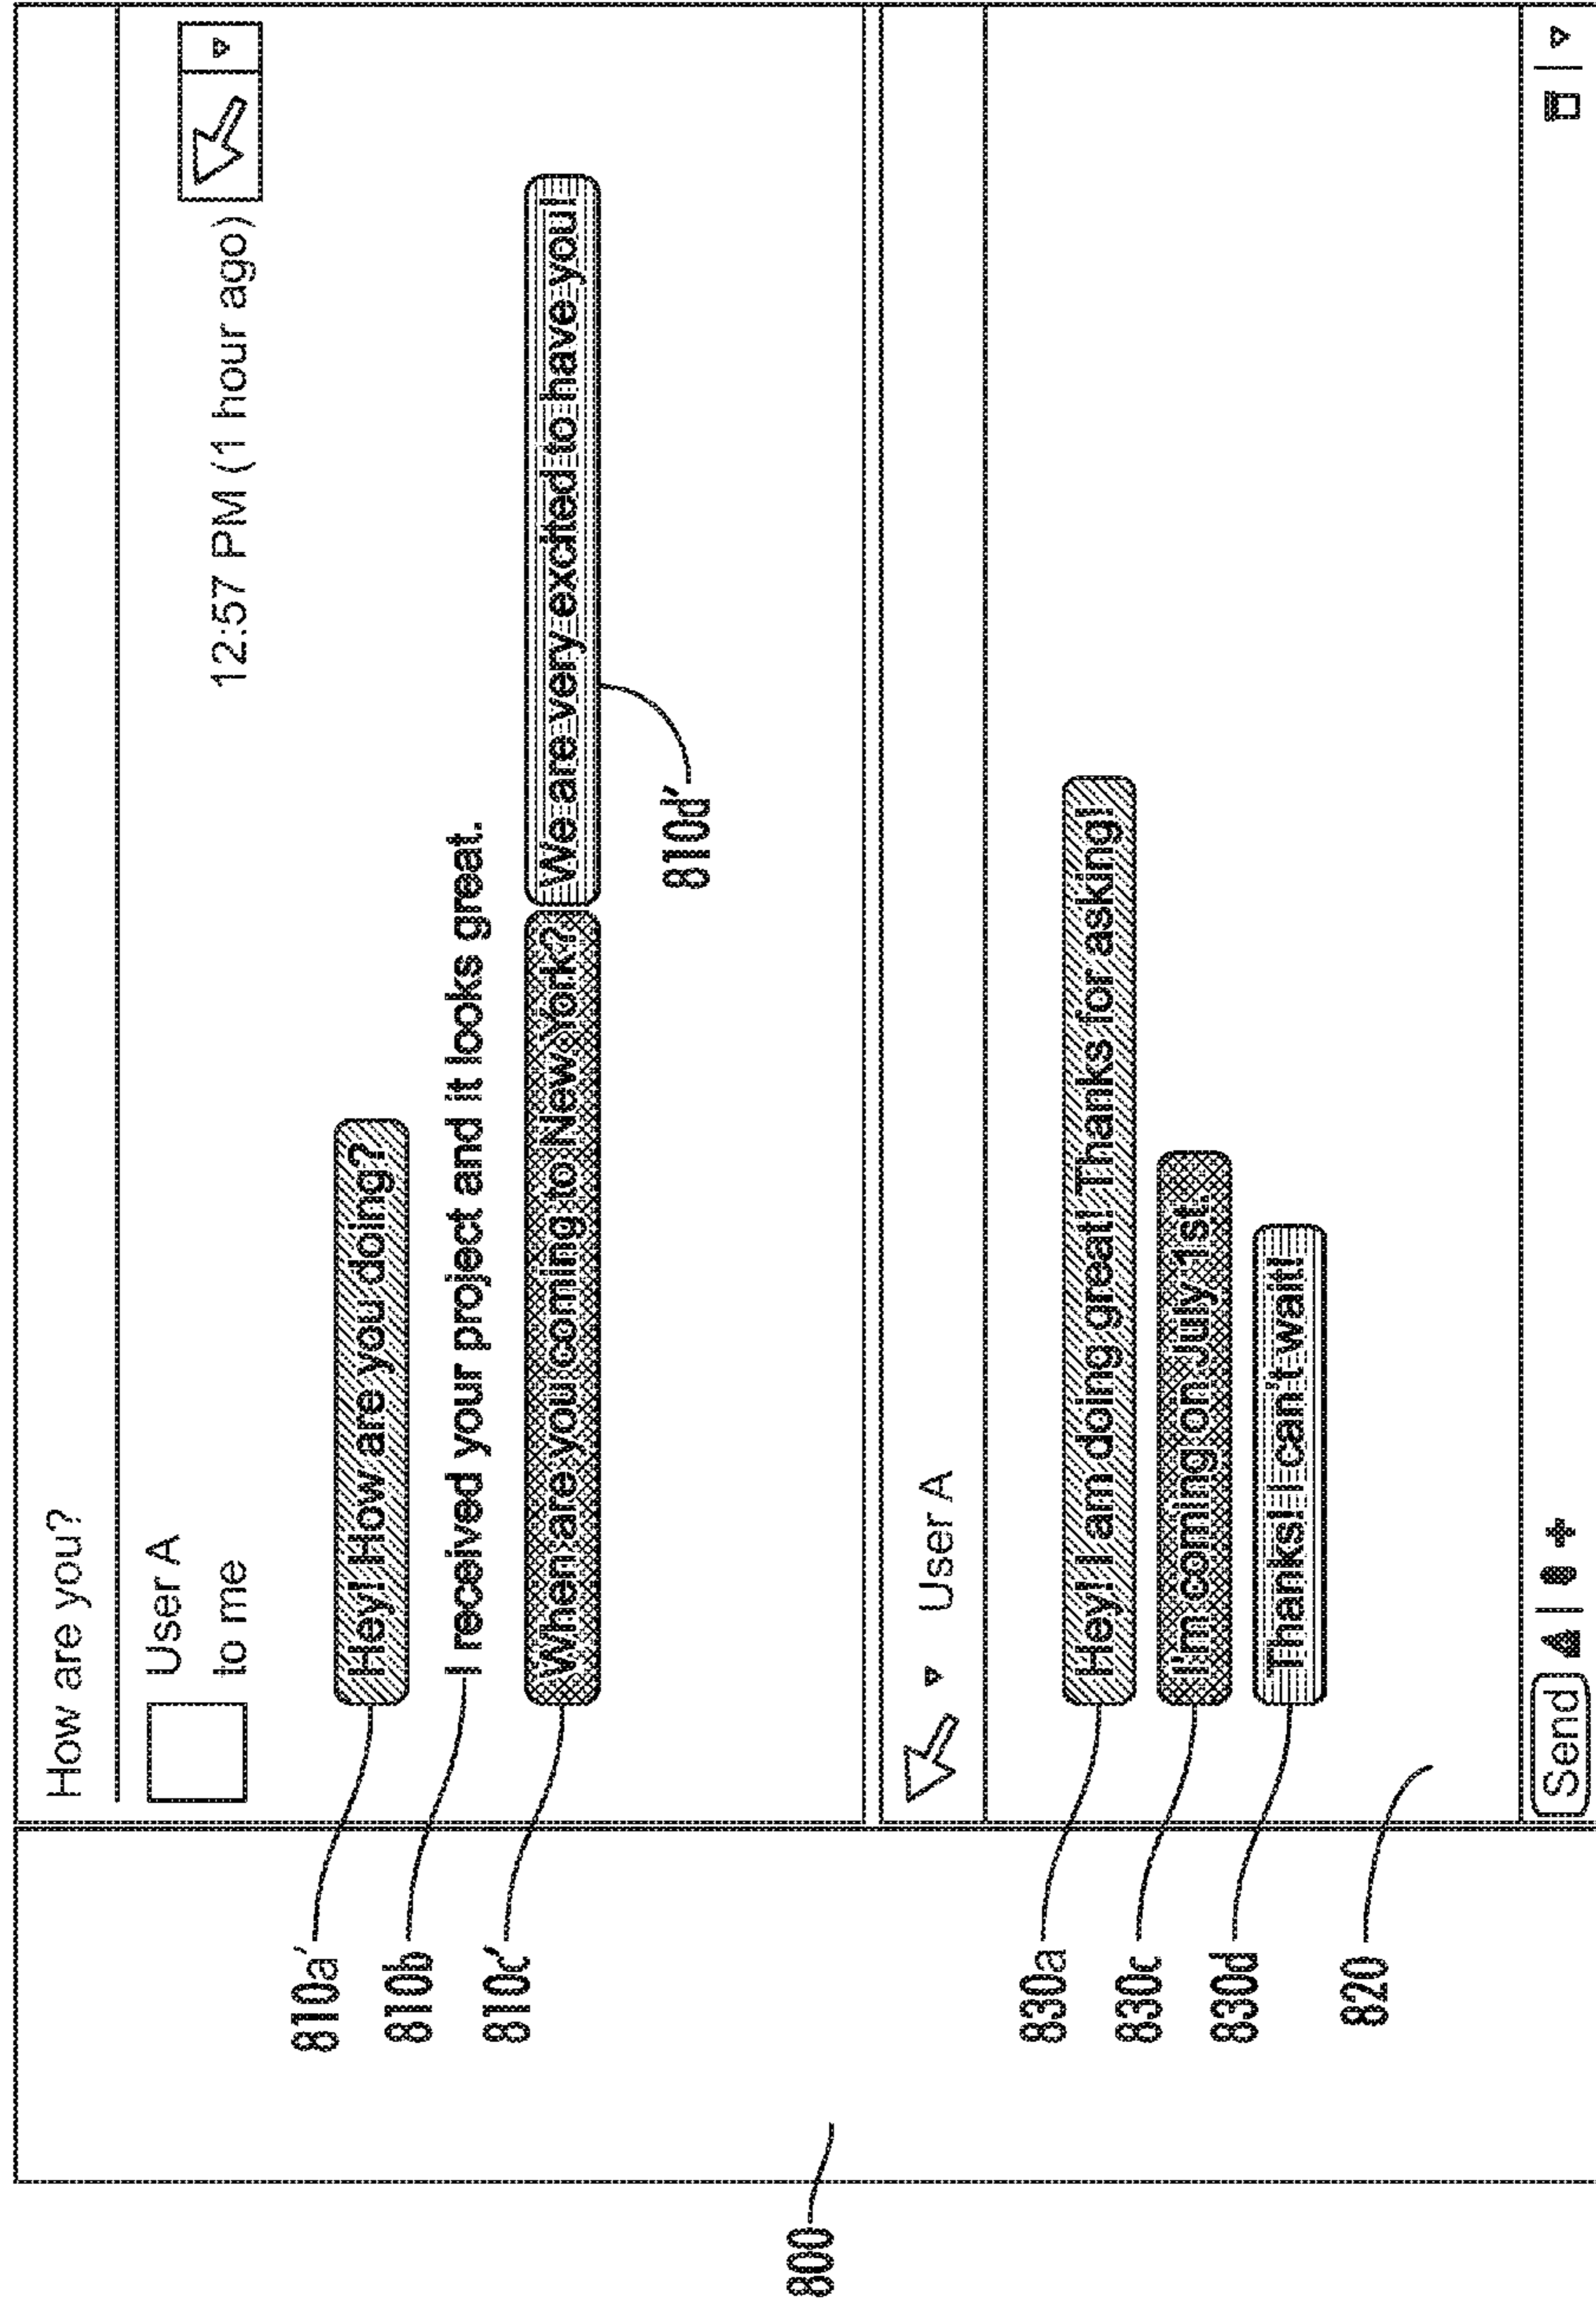 How are you?
User A
to me
12:57 PM (1 hour ago)
810a'
Hey! How are you doing?
810b
I received your project and it looks great.
810c'
When are you coming to New York? We are very excited to have you!
810d'
800
User A
830a
Hey! I am doing great! Thanks for asking!
830c
I'm coming on July 1st.
830d
Thanks! I can't wait!
820
Send